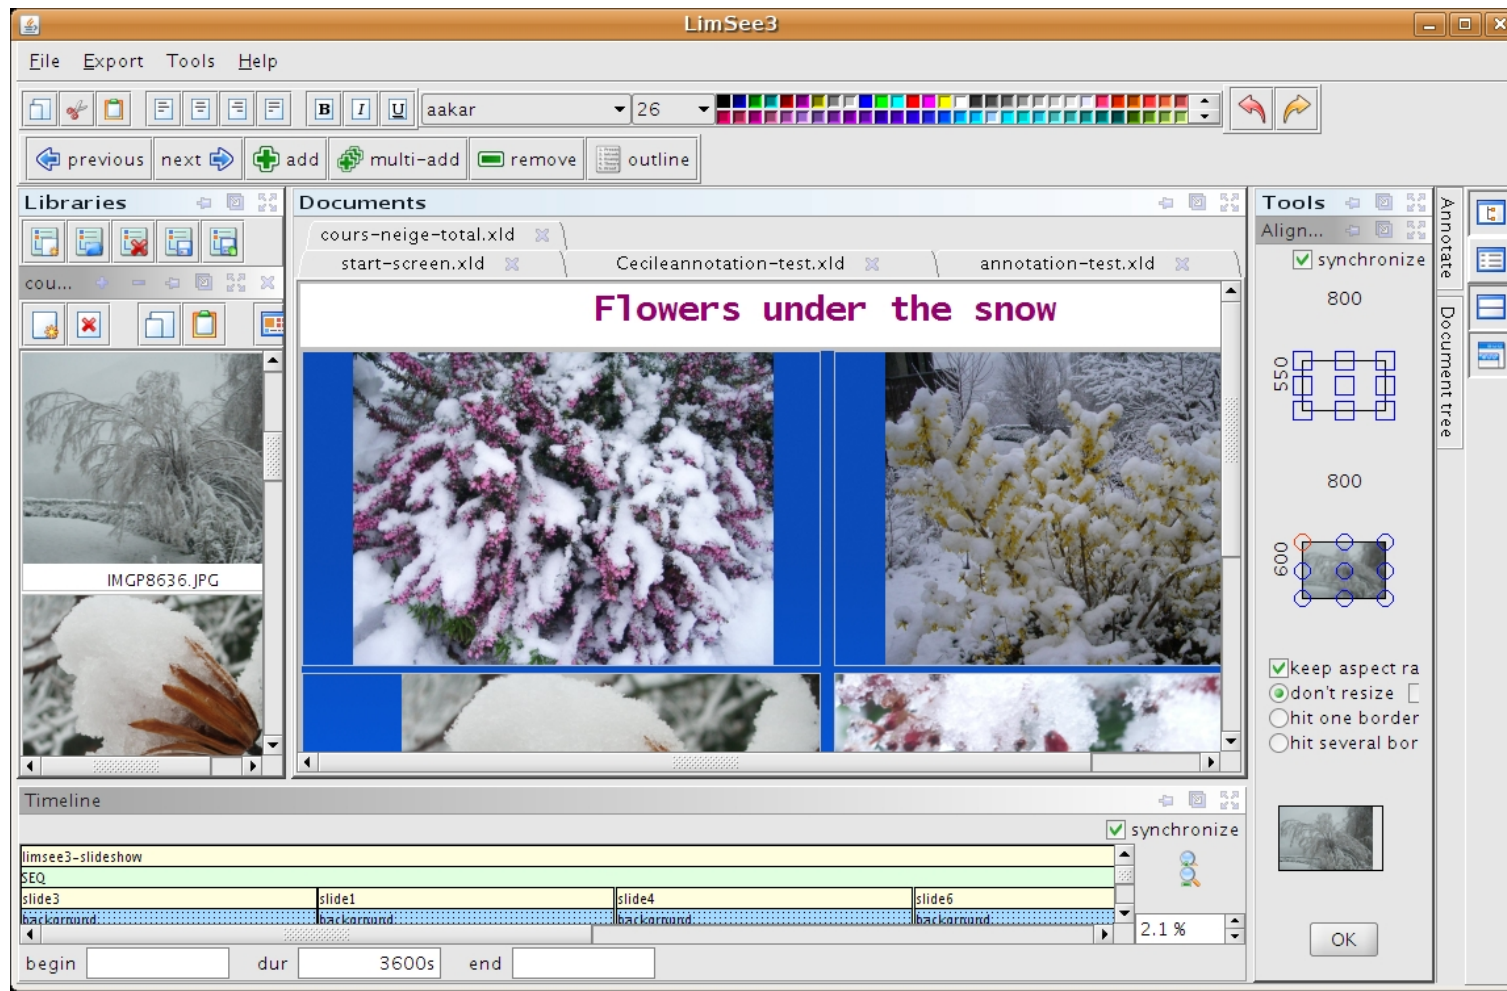 LimSee3
File Export Tools Help
B I U aakar 26
previous next add multi-add remove outline
Libraries
cou...
IMGP8636.JPG
Documents
cours-neige-total.xld
start-screen.xld Cecileannotation-test.xld annotation-test.xld
Flowers under the snow
Tools
Align...
synchronize
800
550
800
600
keep aspect ra
don't resize
hit one border
hit several bor
OK
Annotate
Document tree
Timeline
synchronize
limsee3-slideshow
SEQ
slide3 slide1 slide4 slide6
background background background background
2.1 %
begin dur 3600s end